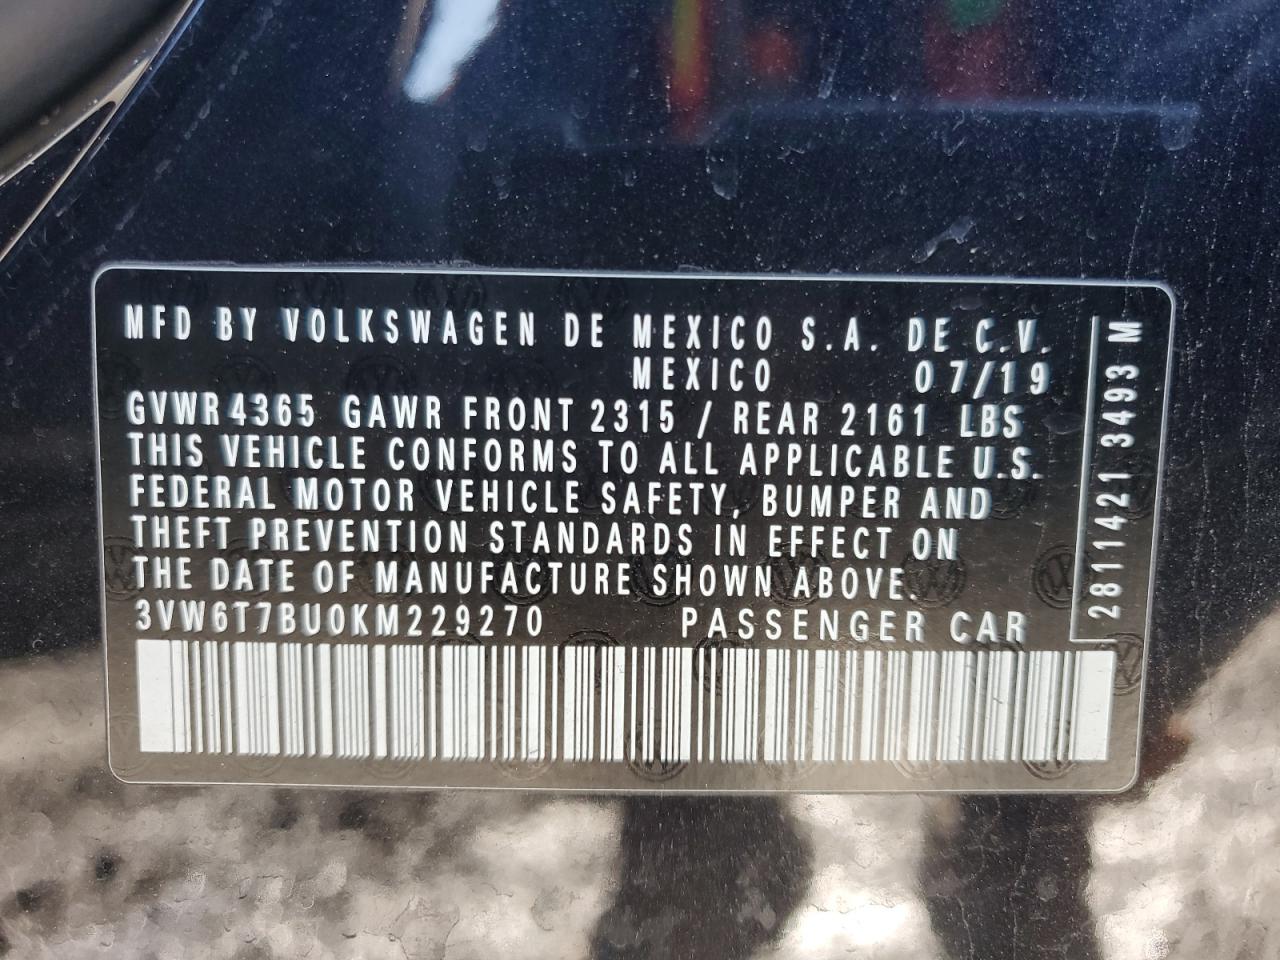 MFD BY VOLKSWAGEN DE MEXICO S.A. DE C.V.
MEXICO 07/19
GVWR 4365 GAWR FRONT 2315 / REAR 2161 LBS
THIS VEHICLE CONFORMS TO ALL APPLICABLE U.S.
FEDERAL MOTOR VEHICLE SAFETY, BUMPER AND
THEFT PREVENTION STANDARDS IN EFFECT ON
THE DATE OF MANUFACTURE SHOWN ABOVE.
3VW6T7BU0KM229270 PASSENGER CAR
2811421 3493 M